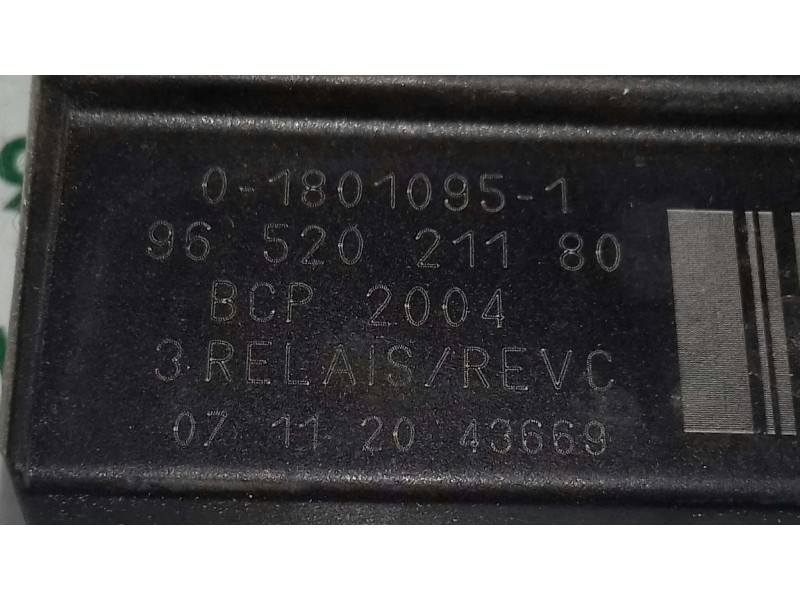 0-1801095-1
96 520 211 80
BCP 2004
3 RELAIS/REVC
07 11 20 43669